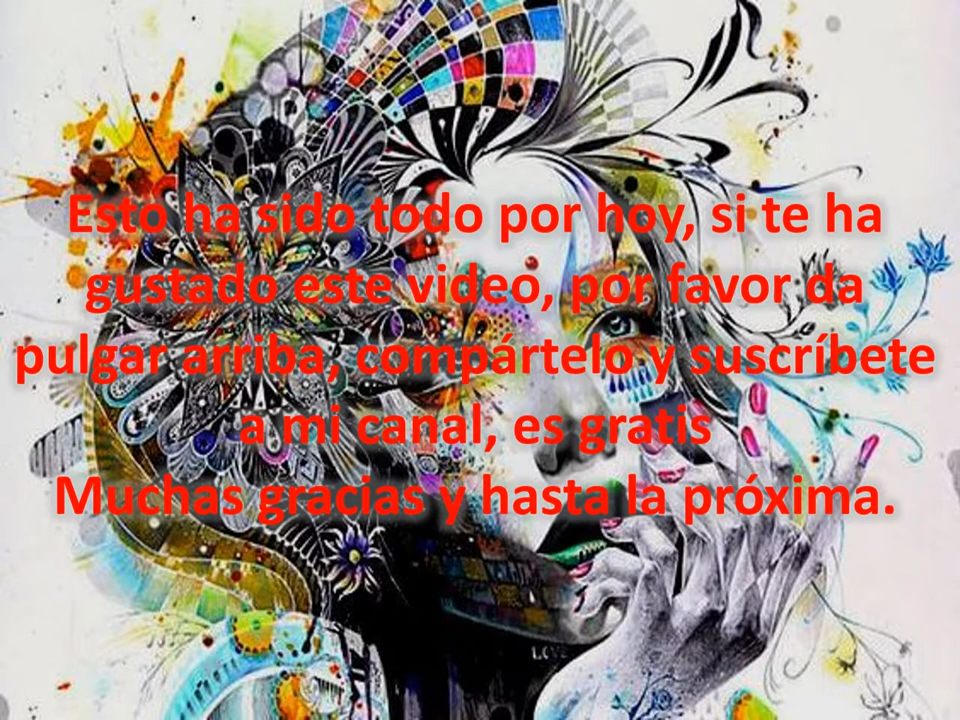 Esto ha sido todo por hoy, si te ha
gustado este video, por favor da
pulgar arriba, compártelo y suscríbete
a mi canal, es gratis
Muchas gracias y hasta la próxima.
LOVE